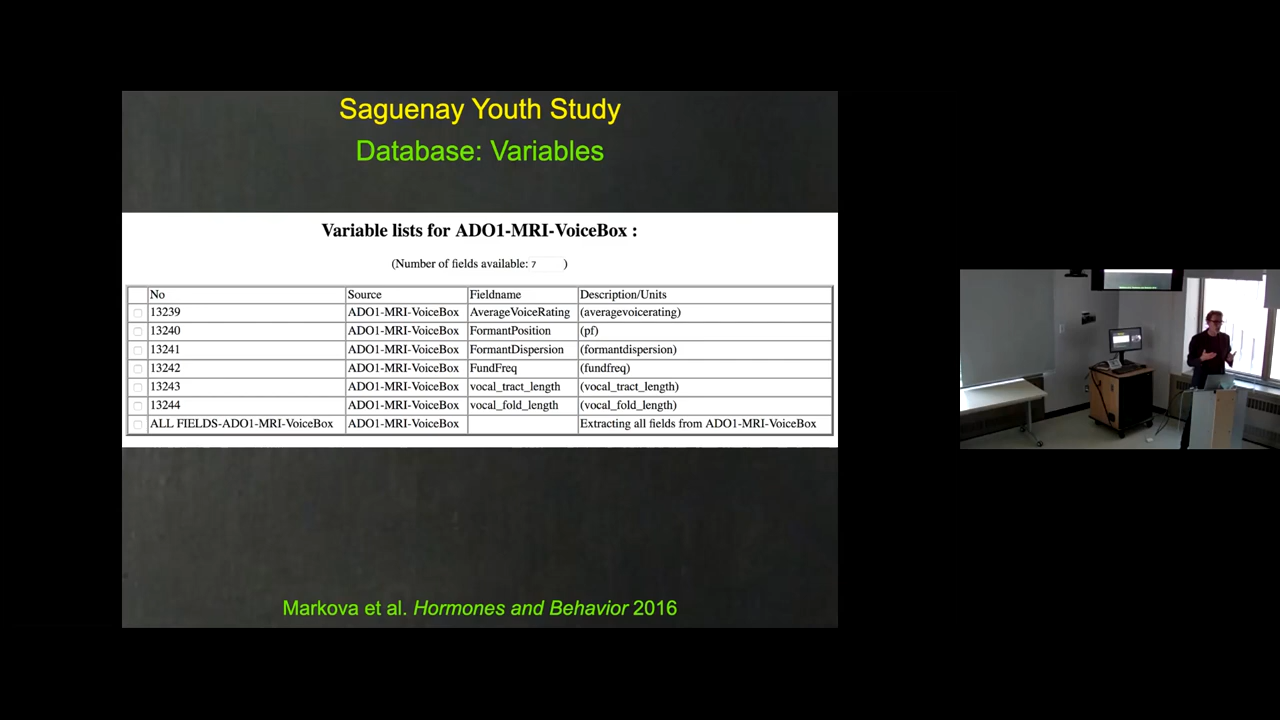 Saguenay Youth Study
Database: Variables
Variable lists for ADO1-MRI-VoiceBox :
(Number of fields available: 7 )
No Source Fieldname Description/Units
13239 ADO1-MRI-VoiceBox AverageVoiceRating (averagevoicerating)
13240 ADO1-MRI-VoiceBox FormantPosition (pf)
13241 ADO1-MRI-VoiceBox FormantDispersion (formantdispersion)
13242 ADO1-MRI-VoiceBox FundFreq (fundfreq)
13243 ADO1-MRI-VoiceBox vocal_tract_length (vocal_tract_length)
13244 ADO1-MRI-VoiceBox vocal_fold_length (vocal_fold_length)
ALL FIELDS-ADO1-MRI-VoiceBox ADO1-MRI-VoiceBox Extracting all fields from ADO1-MRI-VoiceBox
Markova et al. Hormones and Behavior 2016